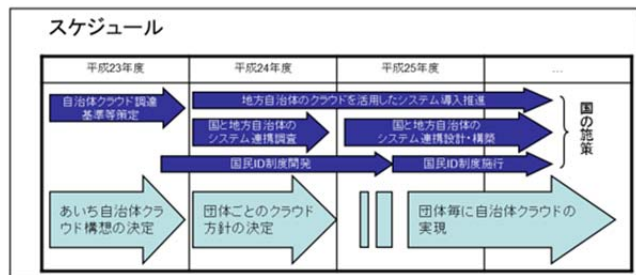 スケジュール
平成23年度
平成24年度
平成25年度
…
自治体クラウド調達
基準等策定
地方自治体のクラウドを活用したシステム導入推進
国と地方自治体の
システム連携調査
国と地方自治体の
システム連携設計・構築
国民ID制度開発
国民ID制度施行
国の施策
あいち自治体クラ
ウド構想の決定
団体ごとのクラウド
方針の決定
団体毎に自治体クラウドの
実現